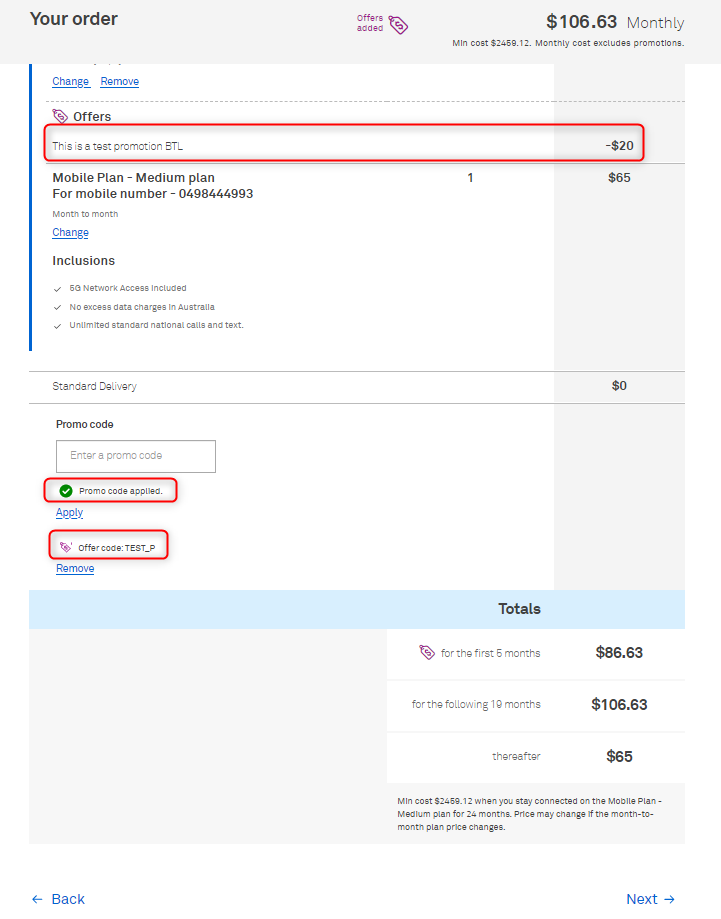 Your order
Offers added
$106.63 Monthly
Min cost $2459.12. Monthly cost excludes promotions.
Change Remove
Offers
This is a test promotion BTL -$20
Mobile Plan - Medium plan 1 $65
For mobile number - 0498444993
Month to month
Change
Inclusions
5G Network Access Included
No excess data charges in Australia
Unlimited standard national calls and text.
Standard Delivery $0
Promo code
Enter a promo code
Promo code applied.
Apply
Offer code: TEST_P
Remove
Totals
for the first 5 months $86.63
for the following 19 months $106.63
thereafter $65
Min cost $2459.12 when you stay connected on the Mobile Plan -
Medium plan for 24 months. Price may change if the month-to-
month plan price changes.
← Back Next →